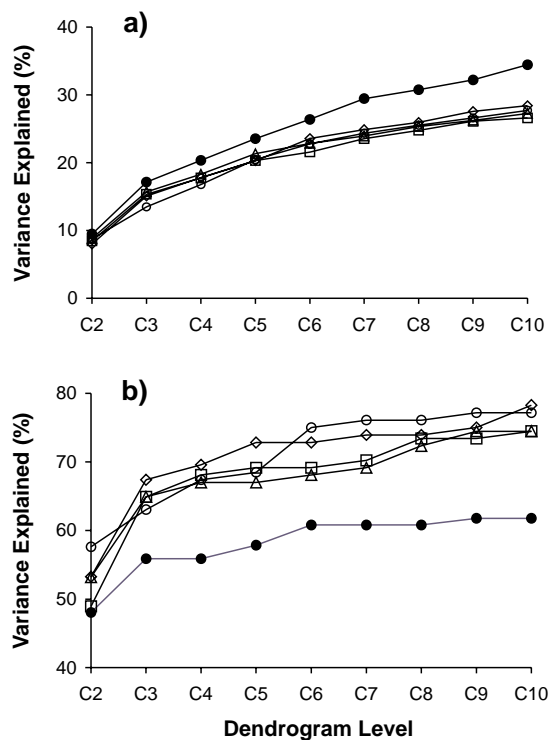 a)
Variance Explained (%)
40
30
20
10
0
C2 C3 C4 C5 C6 C7 C8 C9 C10
b)
Variance Explained (%)
80
70
60
50
40
C2 C3 C4 C5 C6 C7 C8 C9 C10
Dendrogram Level